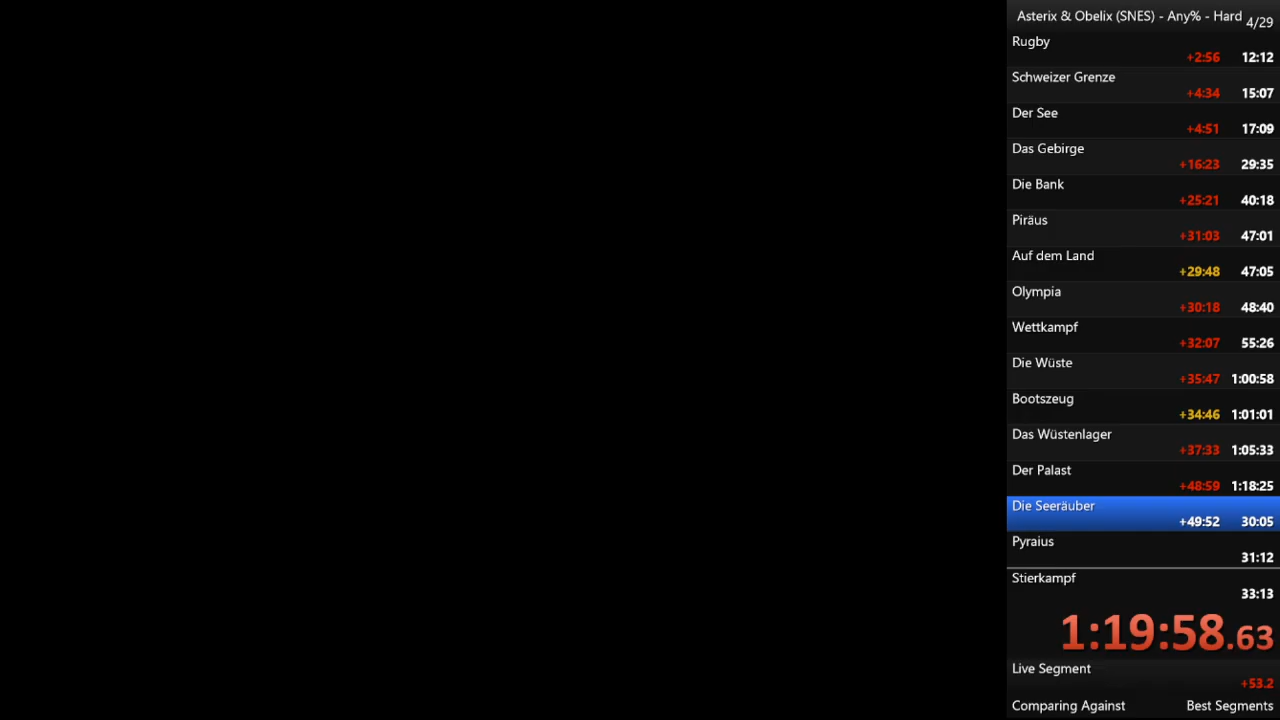 Asterix & Obelix (SNES) - Any% - Hard 4/29
Rugby
+2:56 12:12
Schweizer Grenze
+4:34 15:07
Der See
+4:51 17:09
Das Gebirge
+16:23 29:35
Die Bank
+25:21 40:18
Piräus
+31:03 47:01
Auf dem Land
+29:48 47:05
Olympia
+30:18 48:40
Wettkampf
+32:07 55:26
Die Wüste
+35:47 1:00:58
Bootszeug
+34:46 1:01:01
Das Wüstenlager
+37:33 1:05:33
Der Palast
+48:59 1:18:25
Die Seeräuber
+49:52 30:05
Pyraius
31:12
Stierkampf
33:13
1:19:58.63
Live Segment
+53.2
Comparing Against Best Segments